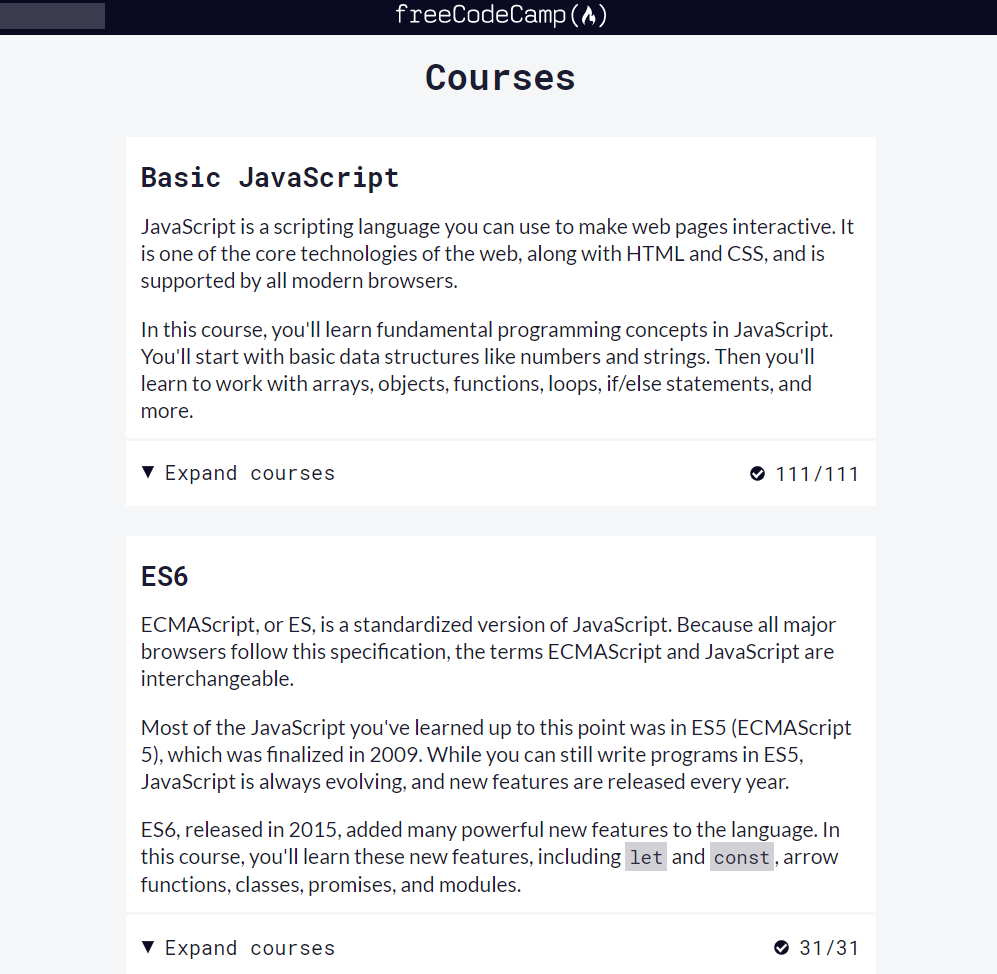 freeCodeCamp(🔥)
Courses
Basic JavaScript
JavaScript is a scripting language you can use to make web pages interactive. It
is one of the core technologies of the web, along with HTML and CSS, and is
supported by all modern browsers.
In this course, you'll learn fundamental programming concepts in JavaScript.
You'll start with basic data structures like numbers and strings. Then you'll
learn to work with arrays, objects, functions, loops, if/else statements, and
more.
Expand courses 111/111
ES6
ECMAScript, or ES, is a standardized version of JavaScript. Because all major
browsers follow this specification, the terms ECMAScript and JavaScript are
interchangeable.
Most of the JavaScript you've learned up to this point was in ES5 (ECMAScript
5), which was finalized in 2009. While you can still write programs in ES5,
JavaScript is always evolving, and new features are released every year.
ES6, released in 2015, added many powerful new features to the language. In
this course, you'll learn these new features, including let and const, arrow
functions, classes, promises, and modules.
Expand courses 31/31